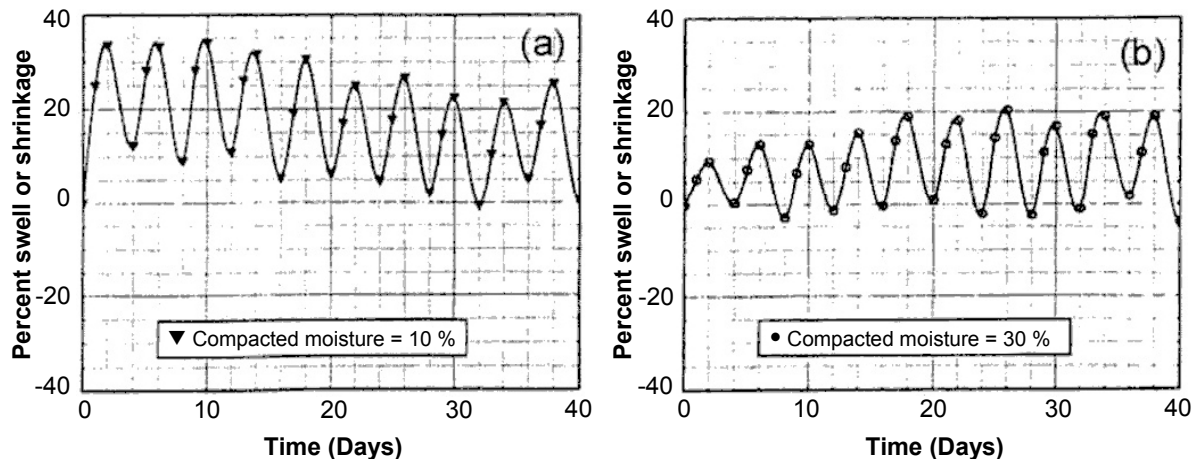 Percent swell or shrinkage
40
20
0
-20
-40
(a)
▼ Compacted moisture = 10 %
0 10 20 30 40
Time (Days)
Percent swell or shrinkage
40
20
0
-20
-40
(b)
● Compacted moisture = 30 %
0 10 20 30 40
Time (Days)